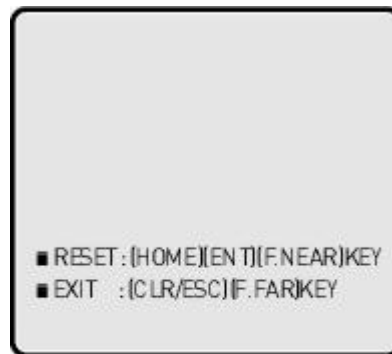 ■ RESET : (HOME)(ENT)(F.NEAR)KEY
■ EXIT : (CLR/ESC)(F.FAR)KEY